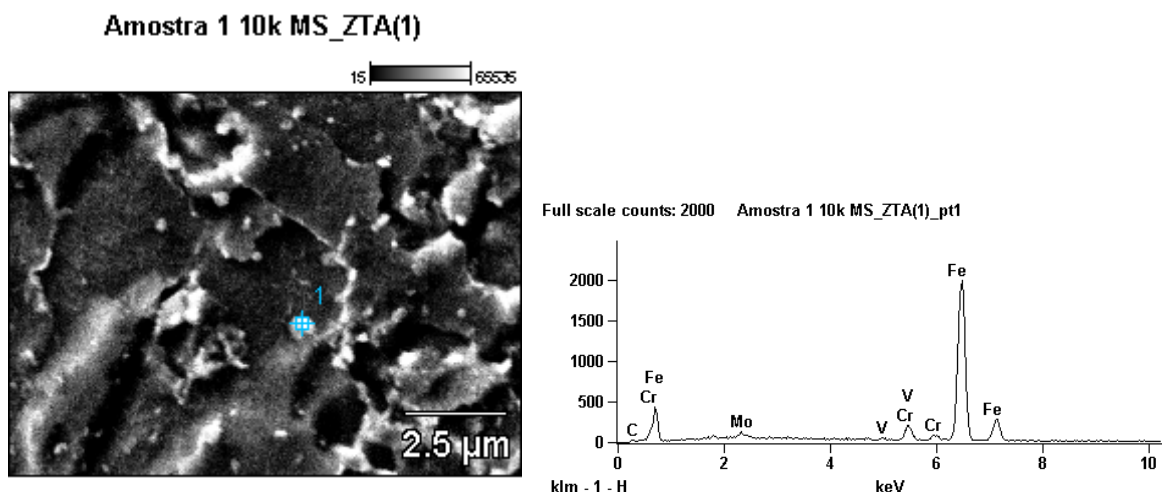 Amostra 1 10k MS_ZTA(1)
15 65535
1
2.5 µm
Full scale counts: 2000 Amostra 1 10k MS_ZTA(1)_pt1
2000
1500
1000
500
0
Fe
Fe
Cr
C
Mo
V
V
Cr
Cr
Fe
0 2 4 6 8 10
klm - 1 - H keV